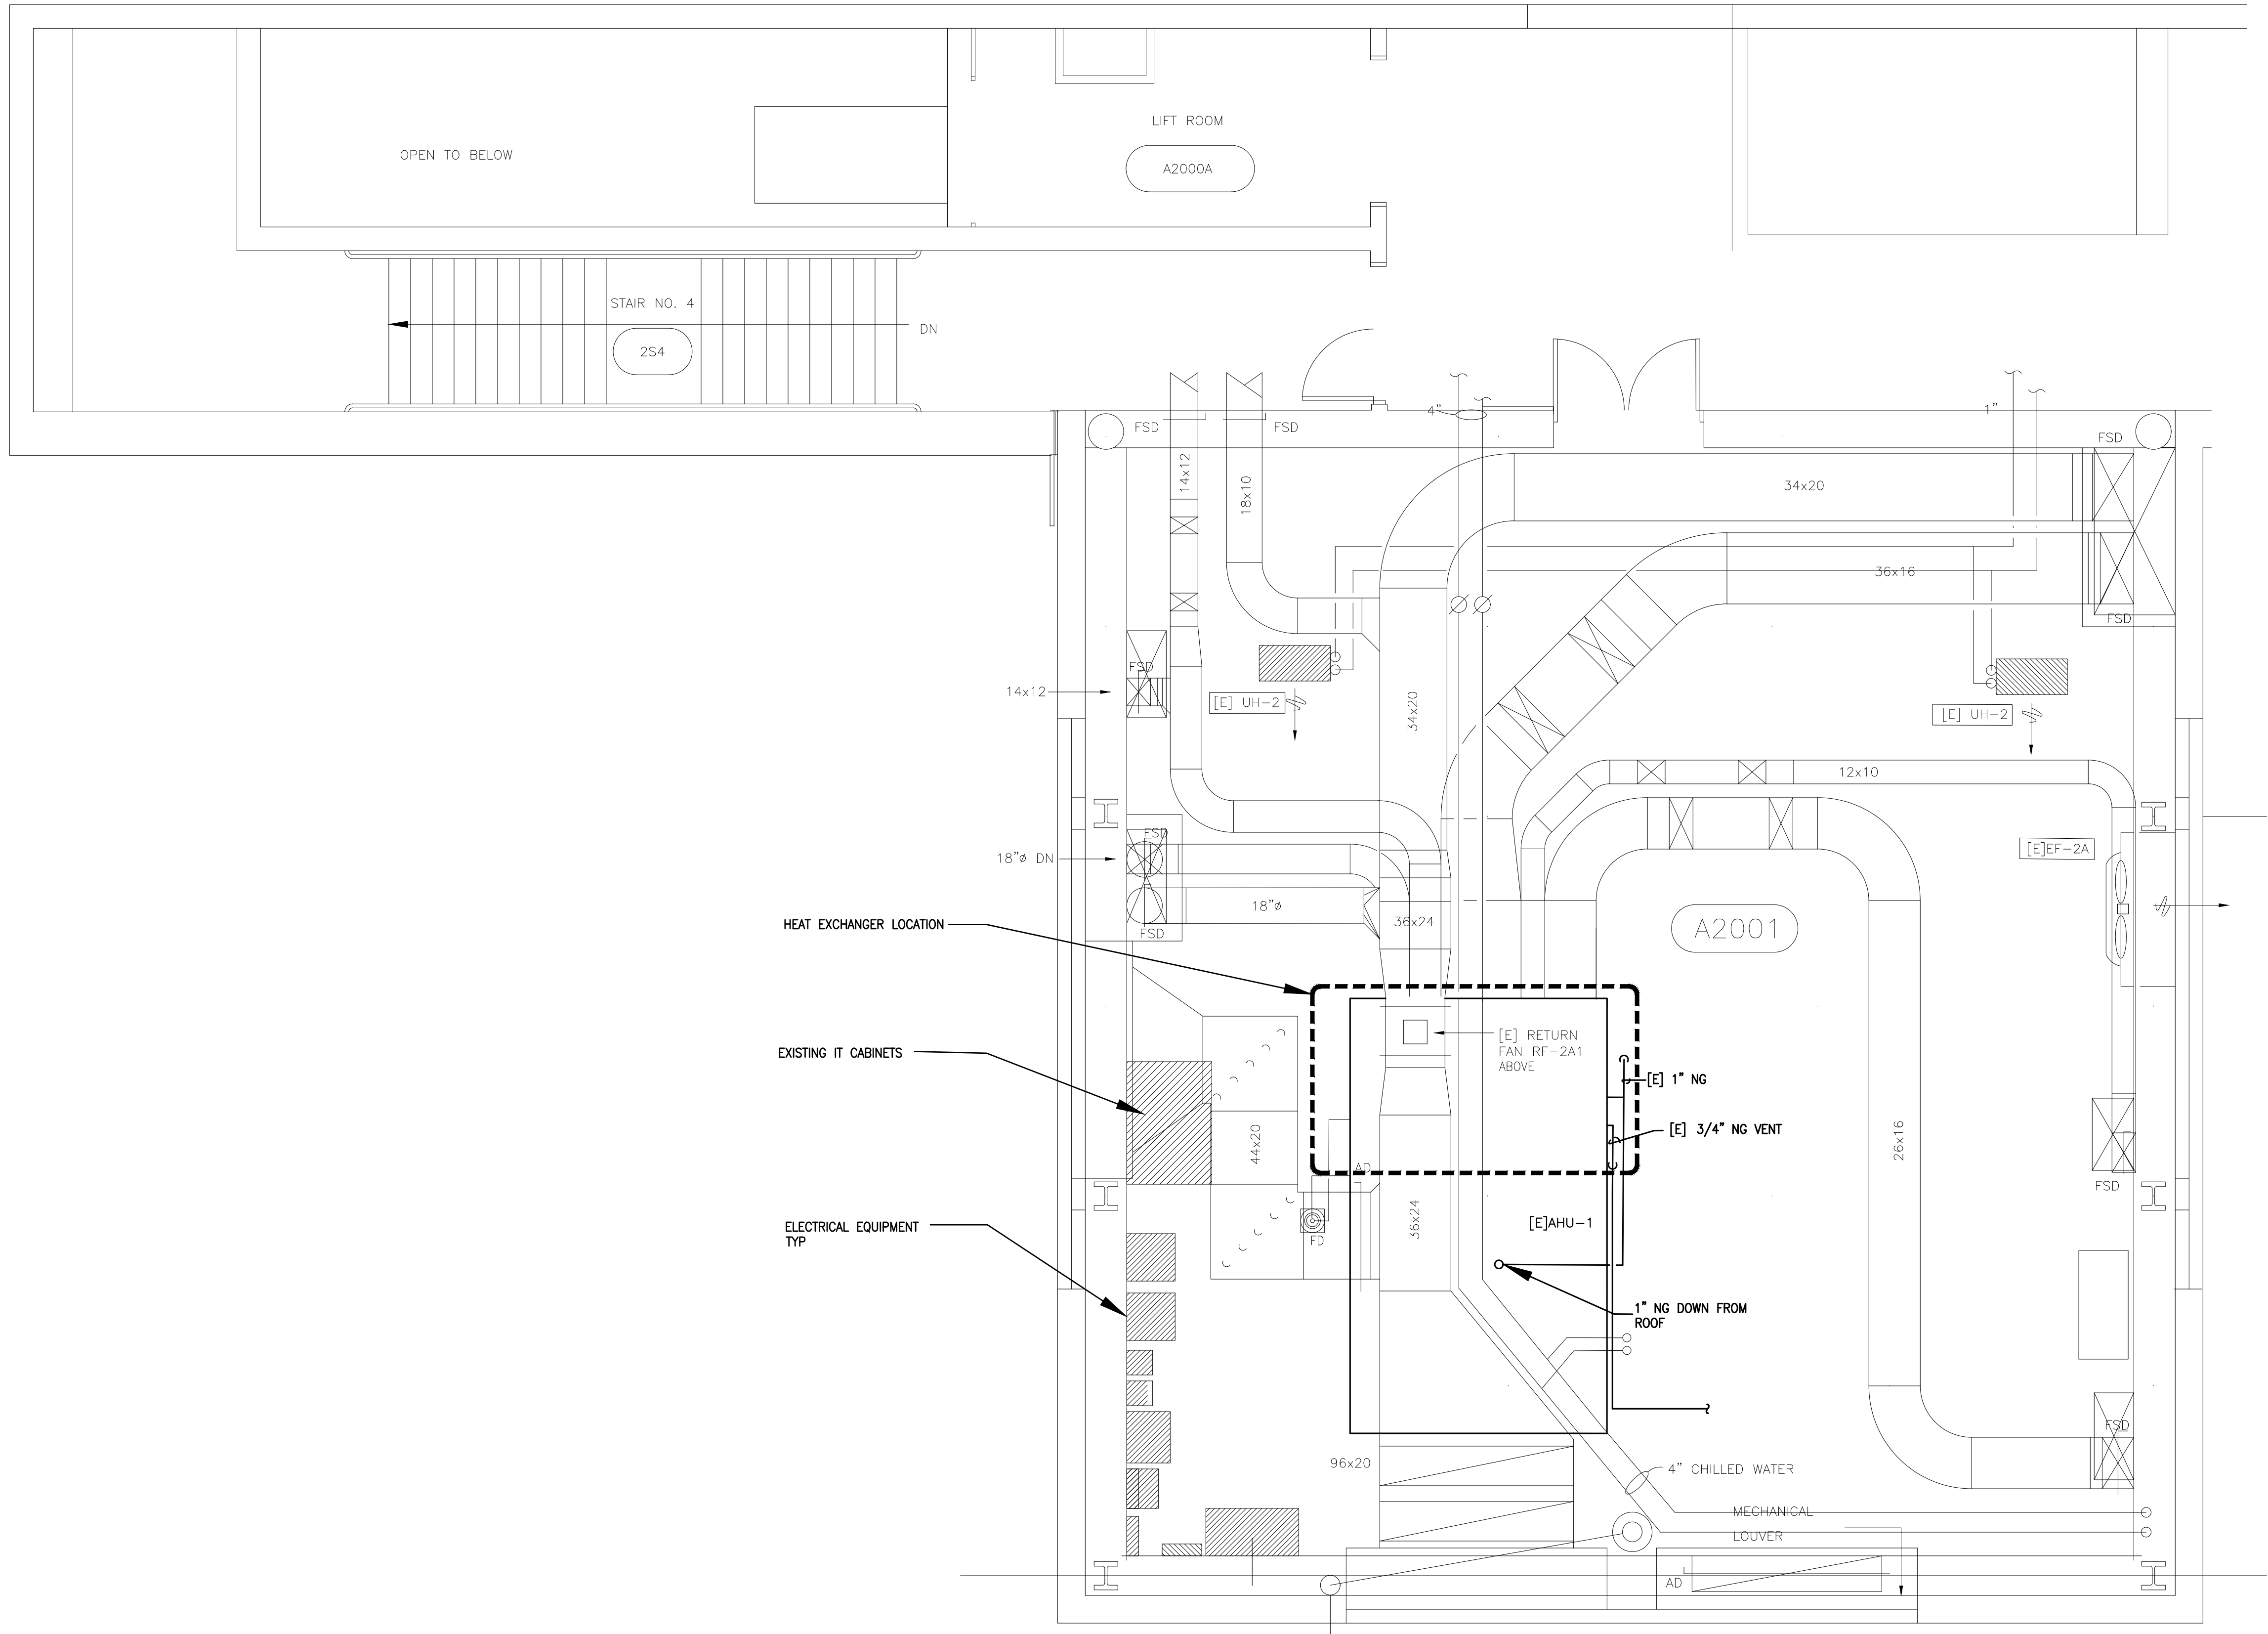 LIFT ROOM
A2000A
OPEN TO BELOW
STAIR NO. 4
2S4
DN
4"
1"
FSD
FSD
FSD
14x12
18x10
34x20
36x16
FSD
FSD
14x12
[E] UH-2
34x20
[E] UH-2
12x10
FSD
18"ø DN
[E]EF-2A
18"ø
36x24
A2001
FSD
HEAT EXCHANGER LOCATION
[E] RETURN
FAN RF-2A1
ABOVE
EXISTING IT CABINETS
[E] 1" NG
[E] 3/4" NG VENT
44x20
26x16
AD
FSD
36x24
[E]AHU-1
ELECTRICAL EQUIPMENT
TYP
FD
1" NG DOWN FROM
ROOF
FSD
96x20
4" CHILLED WATER
MECHANICAL
LOUVER
AD